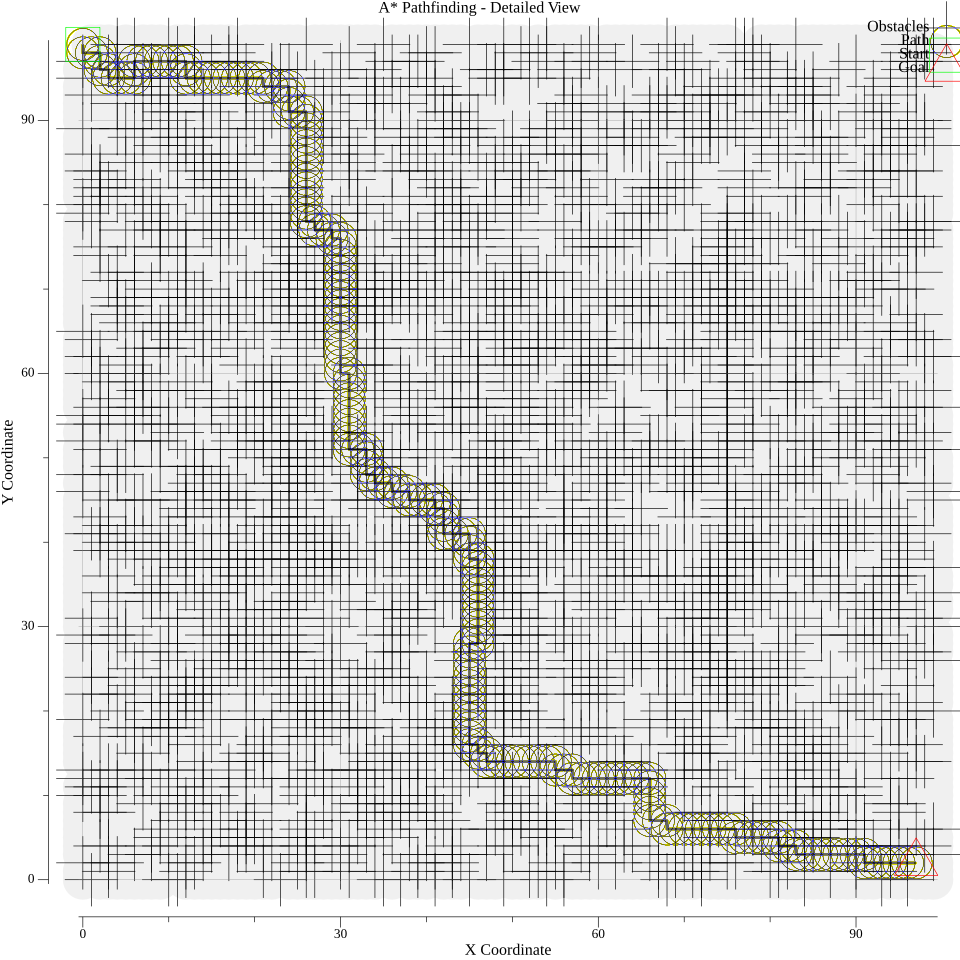 A* Pathfinding - Detailed View
Obstacles
Path
Start
Goal
90
60
30
0
Y Coordinate
0 30 60 90
X Coordinate